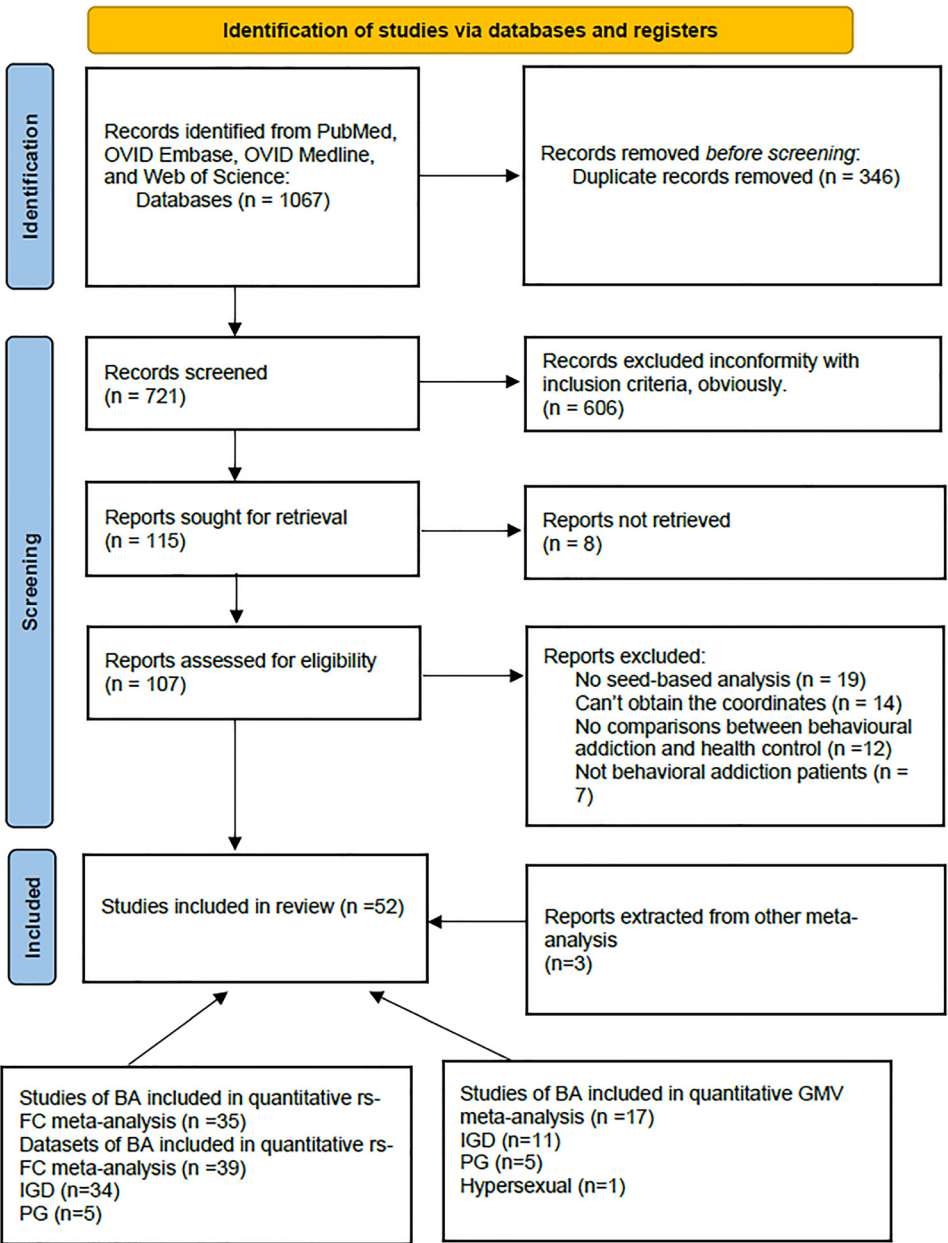 Identification of studies via databases and registers
Identification
Records identified from PubMed,
OVID Embase, OVID Medline,
and Web of Science:
Databases (n = 1067)
Records removed before screening:
Duplicate records removed (n = 346)
Screening
Records screened
(n = 721)
Records excluded inconformity with
inclusion criteria, obviously.
(n = 606)
Reports sought for retrieval
(n = 115)
Reports not retrieved
(n = 8)
Reports assessed for eligibility
(n = 107)
Reports excluded:
No seed-based analysis (n = 19)
Can't obtain the coordinates (n = 14)
No comparisons between behavioural
addiction and health control (n =12)
Not behavioral addiction patients (n =
7)
Included
Studies included in review (n =52)
Reports extracted from other meta-
analysis
(n=3)
Studies of BA included in quantitative rs-
FC meta-analysis (n =35)
Datasets of BA included in quantitative rs-
FC meta-analysis (n =39)
IGD (n=34)
PG (n=5)
Studies of BA included in quantitative GMV
meta-analysis (n =17)
IGD (n=11)
PG (n=5)
Hypersexual (n=1)